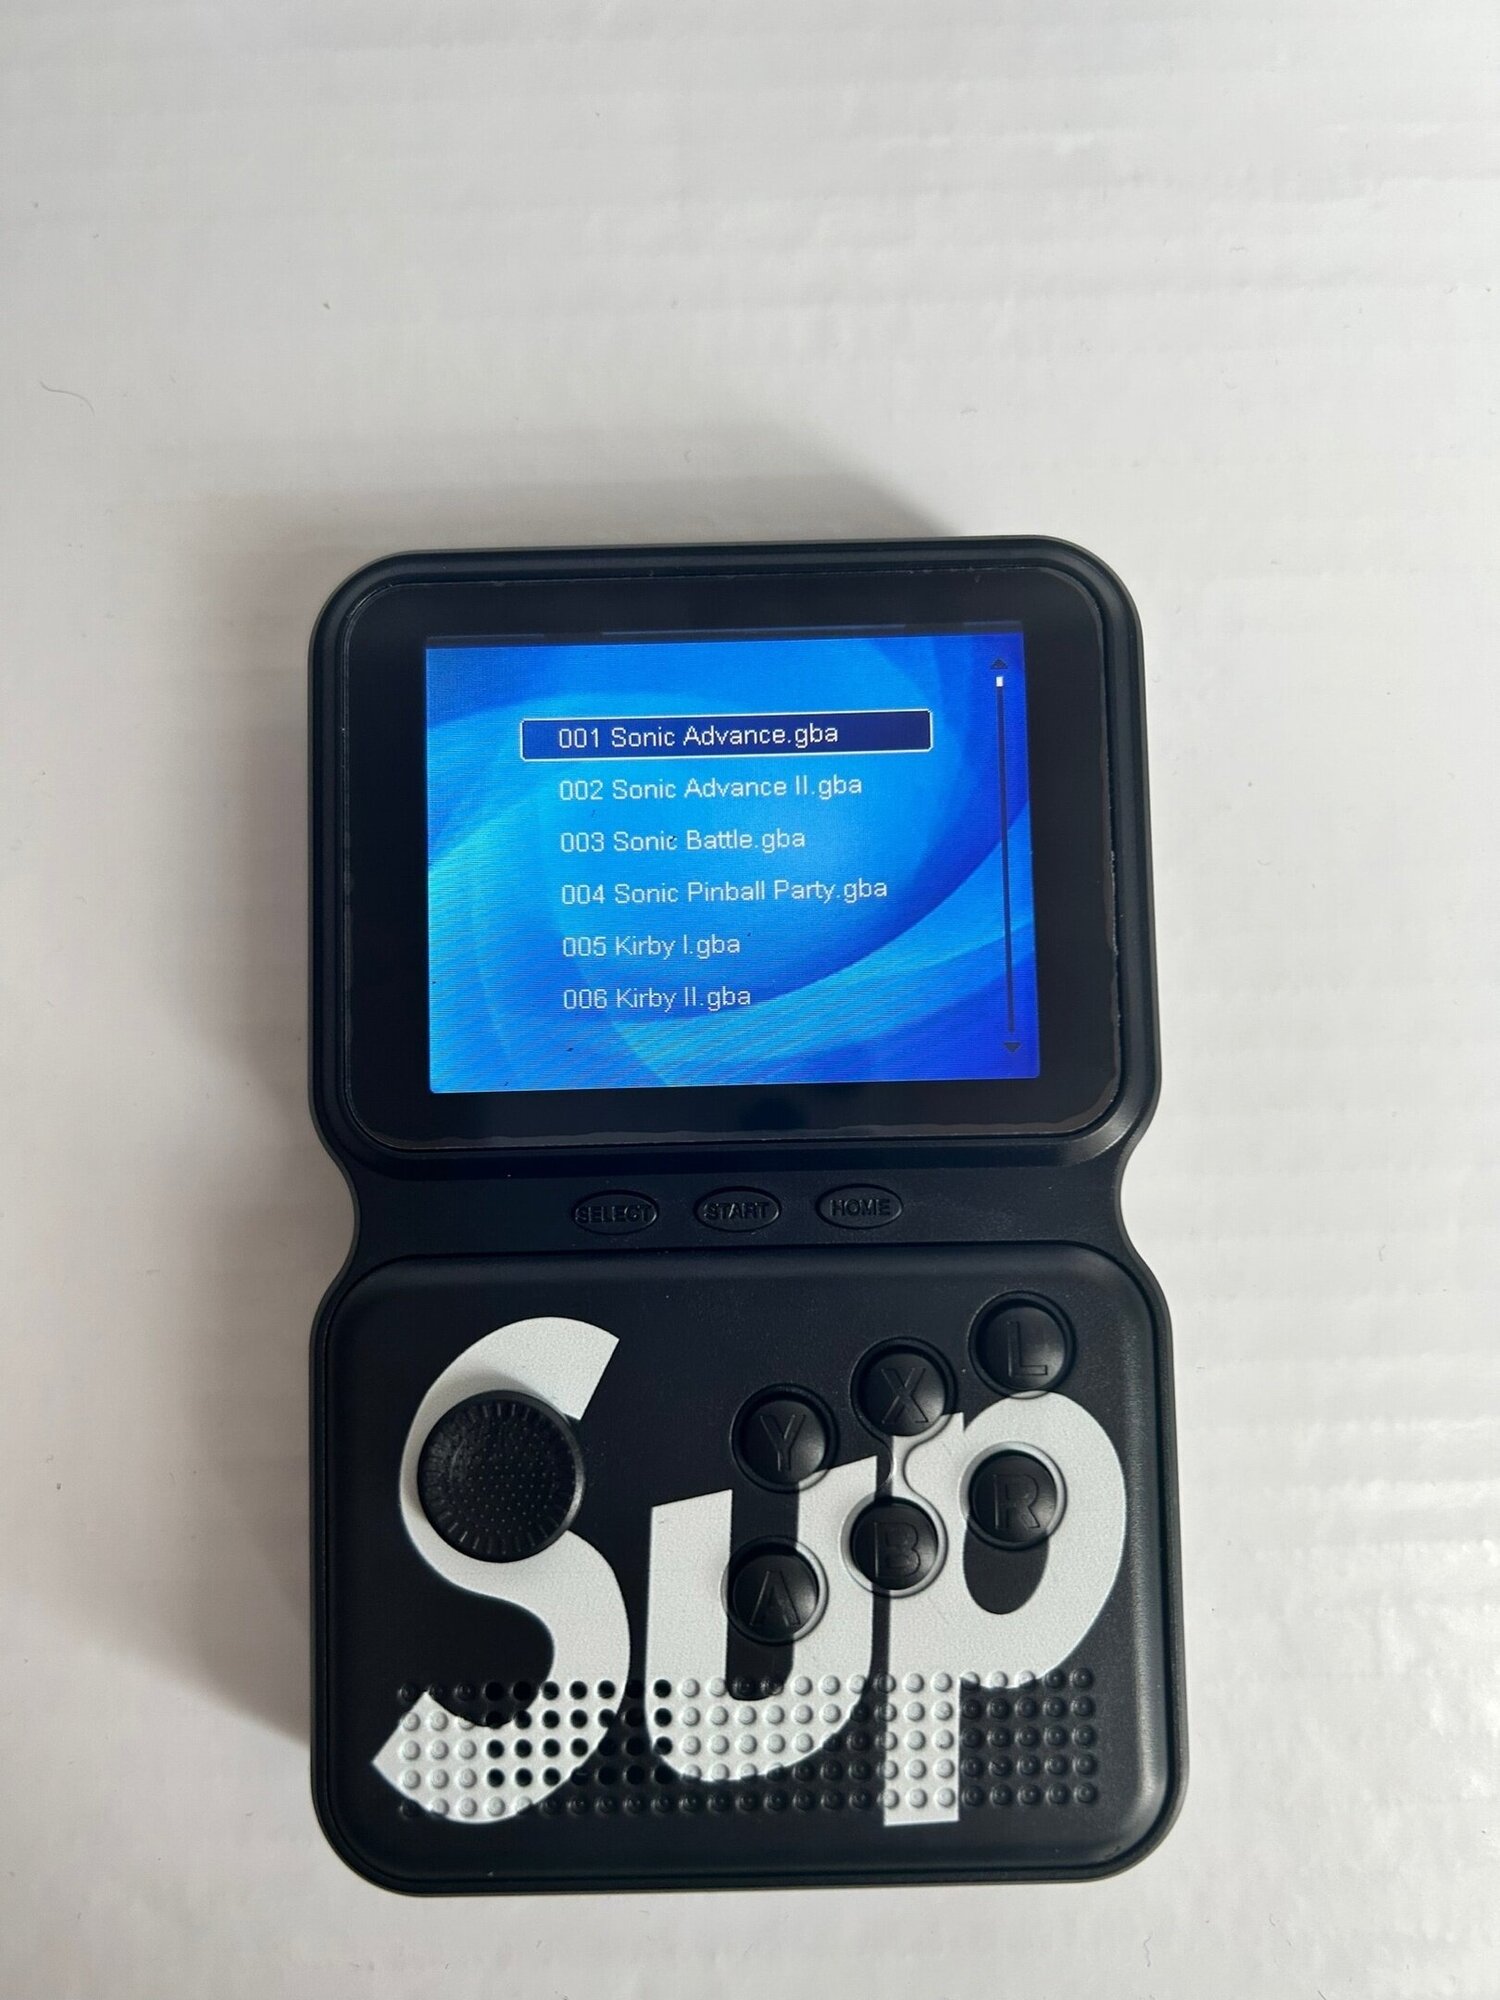 001 Sonic Advance.gba
002 Sonic Advance II.gba
003 Sonic Battle.gba
004 Sonic Pinball Party.gba
005 Kirby I.gba
006 Kirby II.gba
SELECT START HOME
L
X
Y
R
B
A
Sup